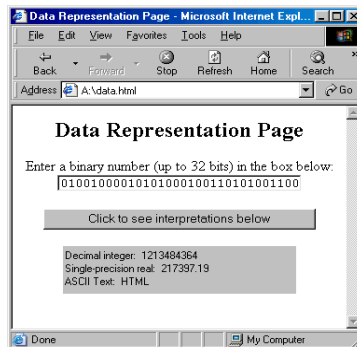 Data Representation Page - Microsoft Internet Expl...
File Edit View Favorites Tools Help
Back Forward Stop Refresh Home Search »
Address A:\data.html Go
Data Representation Page
Enter a binary number (up to 32 bits) in the box below:
01001000010101000100110101001100
Click to see interpretations below
Decimal integer: 1213484364
Single-precision real: 217397.19
ASCII Text: HTML
Done My Computer